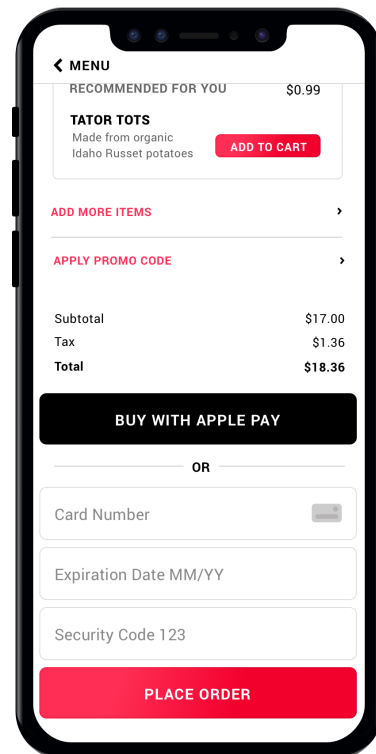 MENU
RECOMMENDED FOR YOU $0.99
TATOR TOTS
Made from organic
Idaho Russet potatoes ADD TO CART
ADD MORE ITEMS
APPLY PROMO CODE
Subtotal $17.00
Tax $1.36
Total $18.36
BUY WITH APPLE PAY
OR
Card Number
Expiration Date MM/YY
Security Code 123
PLACE ORDER